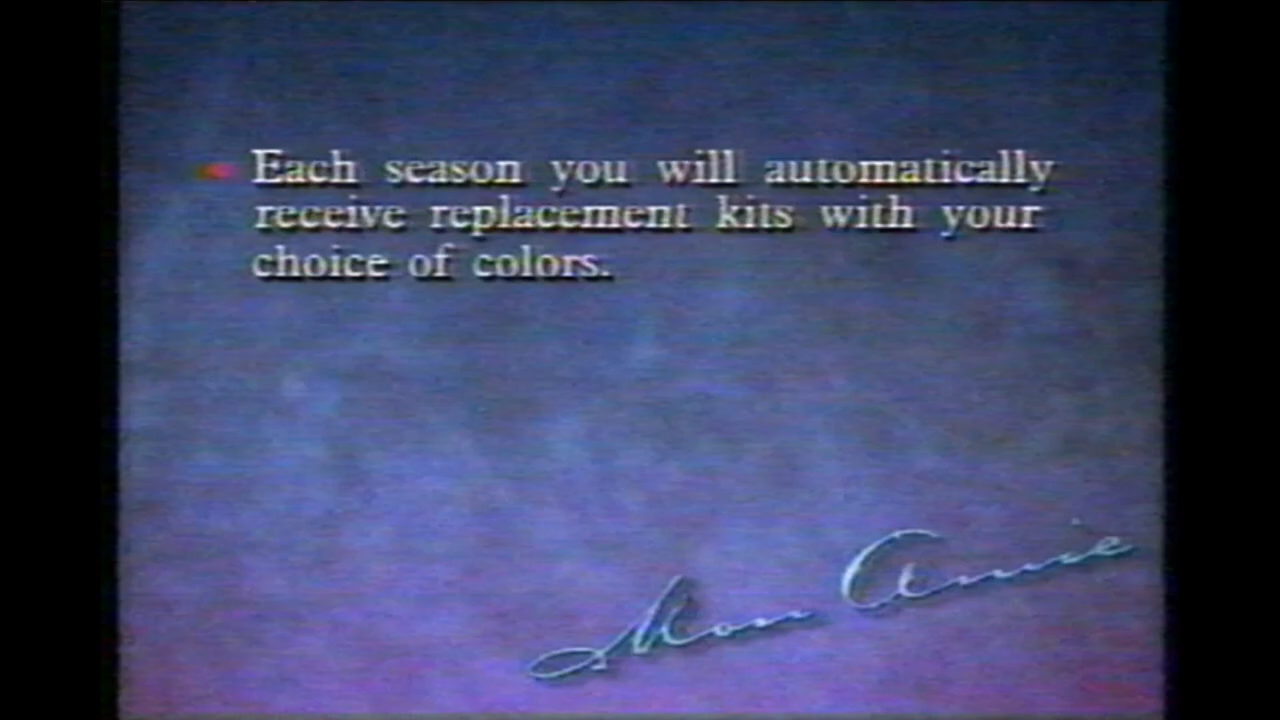 Each season you will automatically
receive replacement kits with your
choice of colors.
Mon Amie